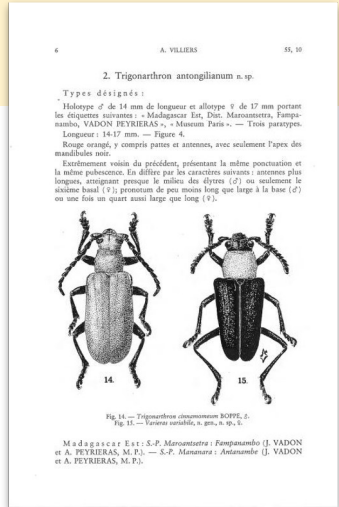 6 A. VILLIERS 55, 10
2. Trigonarthron antongilianum n. sp.
Types désignés :
Holotype ♂ de 14 mm de longueur et allotype ♀ de 17 mm portant
les étiquettes suivantes : « Madagascar Est, Dist. Maroantsetra, Fampa-
nambo, VADON PEYRIERAS », « Museum Paris ». — Trois paratypes.
Longueur : 14-17 mm. — Figure 4.
Rouge orangé, y compris pattes et antennes, avec seulement l'apex des
mandibules noir.
Extrêmement voisin du précédent, présentant la même ponctuation et
la même pubescence. En diffère par les caractères suivants : antennes plus
longues, atteignant presque le milieu des élytres (♂) ou seulement le
sixième basal (♀); pronotum de peu moins long que large à la base (♂)
ou une fois un quart aussi large que long (♀).
14.
15.
Fig. 14. — Trigonarthron cinnamomeum BOPPE, ♂.
Fig. 15. — Varieras variabile, n. gen., n. sp., ♀.
Madagascar Est : S.-P. Maroantsetra : Fampanambo (J. VADON
et A. PEYRIERAS, M. P.). — S.-P. Mananara : Antanambe (J. VADON
et A. PEYRIERAS, M. P.).